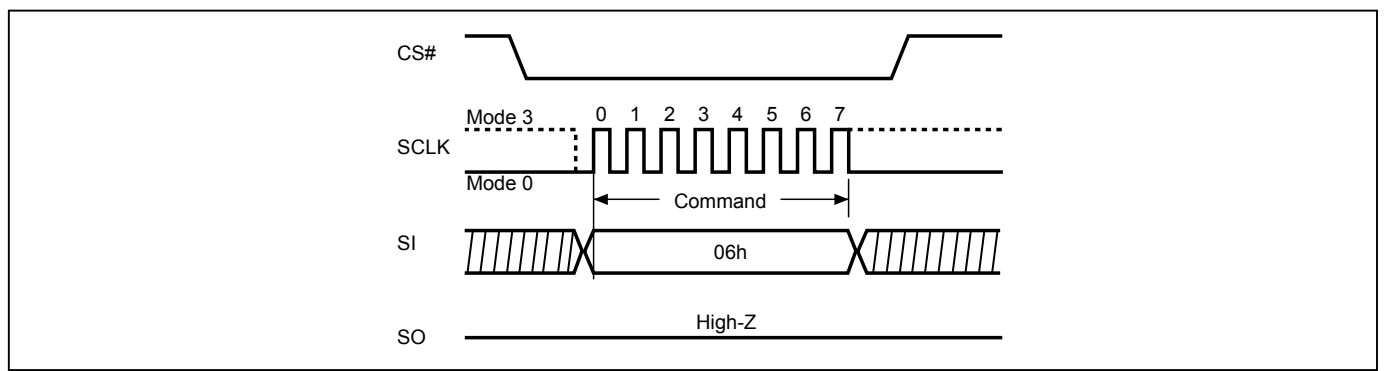 CS#
Mode 3
0 1 2 3 4 5 6 7
SCLK
Mode 0
Command
SI
06h
High-Z
SO